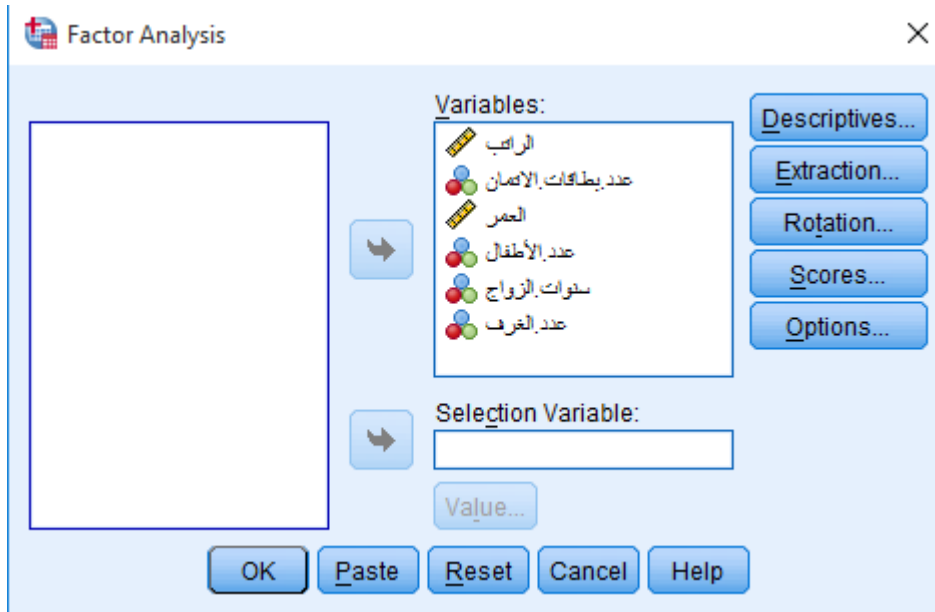 Factor Analysis
Variables:
الراتب
عدد.بطاقات.الائتمان
العمر
عدد.الأطفال
سنوات.الزواج
عدد.الغرف
Selection Variable:
Value...
Descriptives...
Extraction...
Rotation...
Scores...
Options...
OK Paste Reset Cancel Help